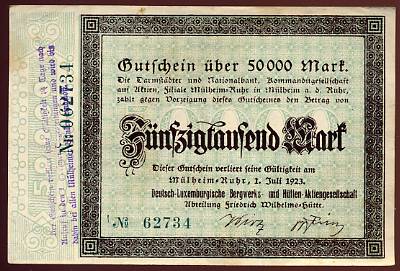 Gutschein über 50000 Mark.
Die Darmstädter und Nationalbank, Kommanditgesellschaft
auf Aktien, Filiale Mülheim-Ruhr in Mülheim a. d. Ruhr,
zahlt gegen Vorzeigung dieses Gutscheines den Betrag von
Fünfzigtausend Mark
Dieser Gutschein verliert seine Gültigkeit am
Mülheim-Ruhr, 1. Juli 1923.
Deutsch-Luxemburgische Bergwerks- und Hütten-Aktiengesellschaft
Abteilung Friedrich Wilhelms-Hütte.
№ 62734
№ 062734